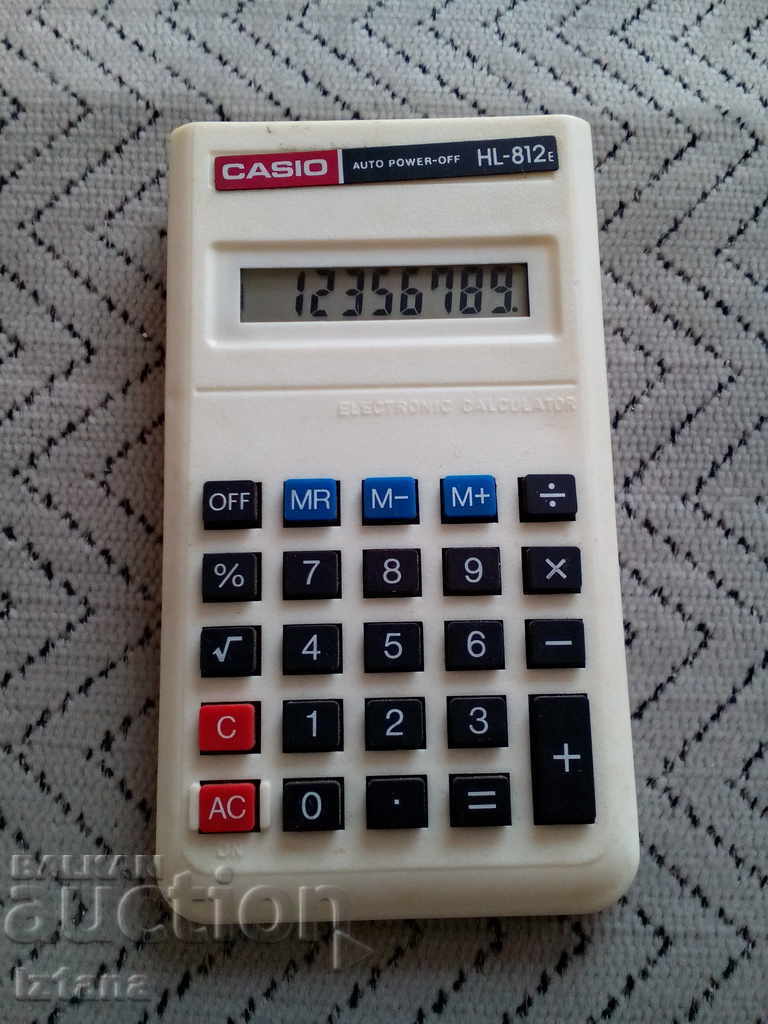 CASIO AUTO POWER-OFF HL-812E
12356789.
ELECTRONIC CALCULATOR
OFF MR M- M+ ÷
% 7 8 9 ×
√ 4 5 6 −
C 1 2 3 +
AC 0 . =
ON
BALKAN
auction
Iztana